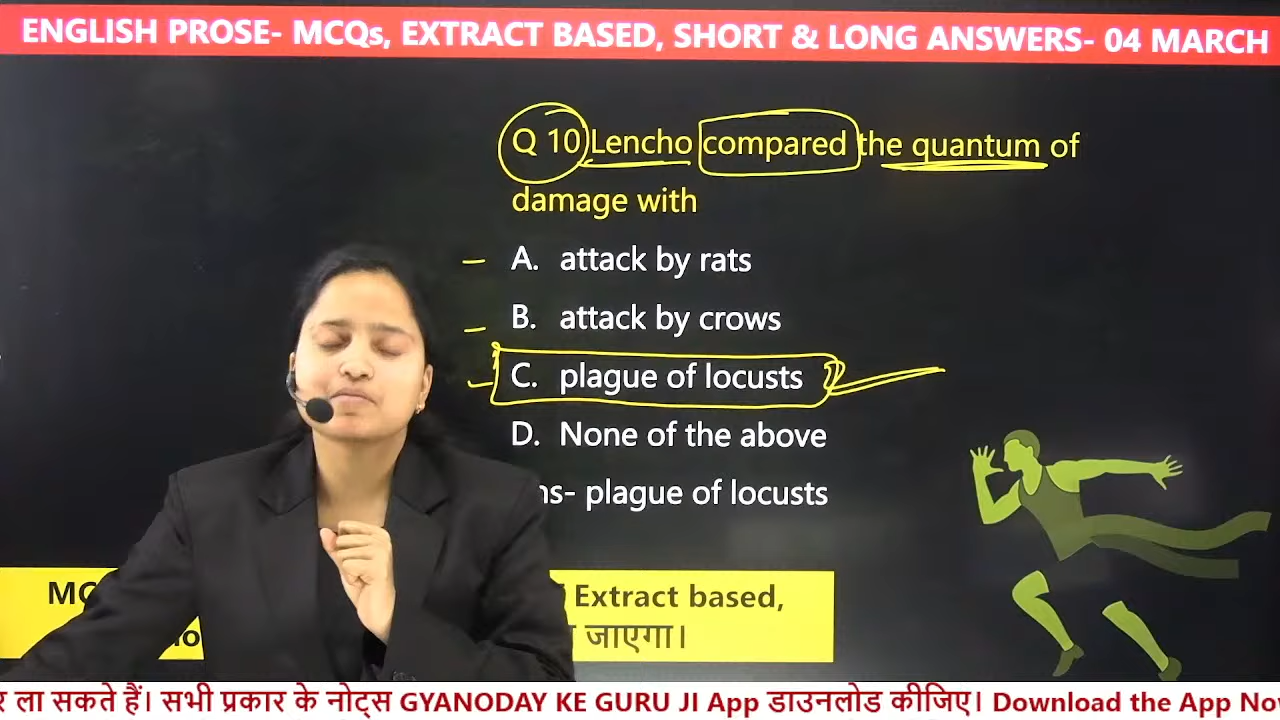 ENGLISH PROSE- MCQs, EXTRACT BASED, SHORT & LONG ANSWERS- 04 MARCH
Q 10 Lencho compared the quantum of
damage with
A. attack by rats
B. attack by crows
C. plague of locusts
D. None of the above
ns- plague of locusts
Extract based,
जाएगा।
ला सकते हैं। सभी प्रकार के नोट्स GYANODAY KE GURU JI App डाउनलोड कीजिए। Download the App